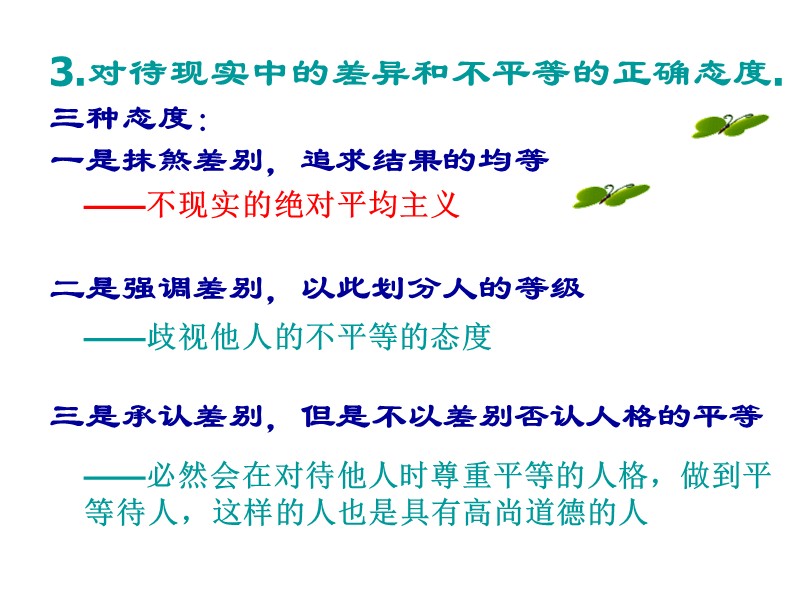 3.对待现实中的差异和不平等的正确态度.
三种态度：
一是抹煞差别，追求结果的均等
——不现实的绝对平均主义
二是强调差别，以此划分人的等级
——歧视他人的不平等的态度
三是承认差别，但是不以差别否认人格的平等
——必然会在对待他人时尊重平等的人格，做到平
等待人，这样的人也是具有高尚道德的人